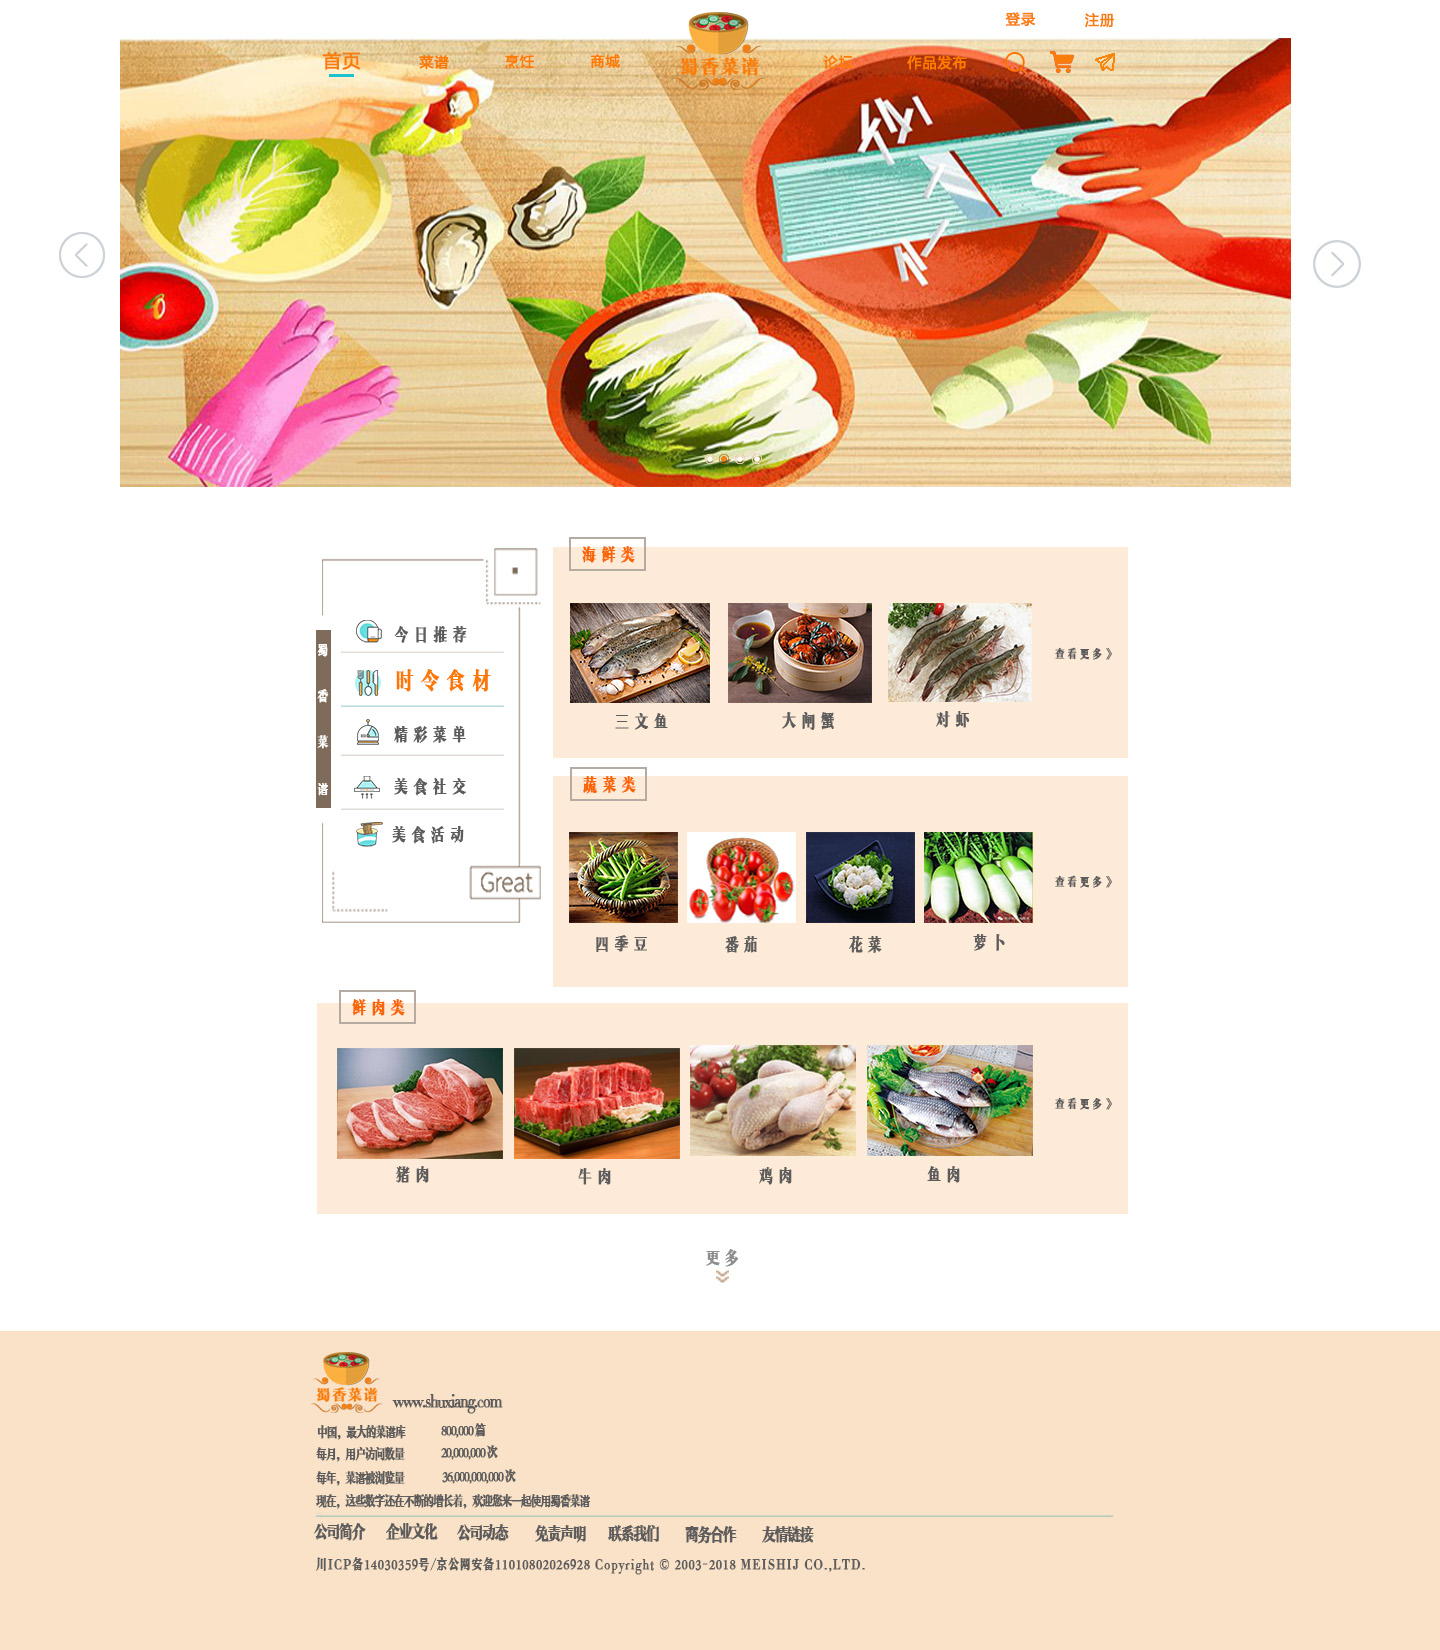 登录 注册
首页 菜谱 烹饪 商城 蜀香菜谱 论坛 作品发布
蜀香菜谱
今日推荐
时令食材
精彩菜单
美食社交
美食活动
Great
海鲜类
三文鱼 大闸蟹 对虾
查看更多》
蔬菜类
四季豆 番茄 花菜 萝卜
查看更多》
鲜肉类
猪肉 牛肉 鸡肉 鱼肉
查看更多》
更多
蜀香菜谱 www.shuxiang.com
中国，最大的菜谱库 800,000 篇
每月，用户访问数量 20,000,000 次
每年，菜谱被浏览量 36,000,000,000 次
现在，这些数字还在不断的增长着，欢迎您来一起使用蜀香菜谱
公司简介 企业文化 公司动态 免责声明 联系我们 商务合作 友情链接
川ICP备14030359号/京公网安备11010802026928 Copyright © 2003-2018 MEISHIJ CO.,LTD.